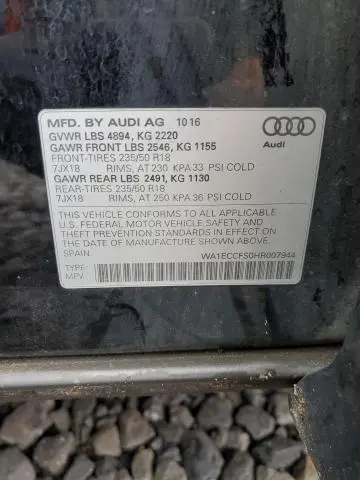 MFD. BY AUDI AG 10 16
GVWR LBS 4894, KG 2220
GAWR FRONT LBS 2546, KG 1155
FRONT-TIRES 235/50 R18
7JX18 RIMS, AT 230 KPA 33 PSI COLD
GAWR REAR LBS 2491, KG 1130
REAR-TIRES 235/50 R18
7JX18 RIMS, AT 250 KPA 36 PSI COLD
Audi
THIS VEHICLE CONFORMS TO ALL APPLICABLE
U.S. FEDERAL MOTOR VEHICLE SAFETY, BUMPER
AND THEFT PREVENTION STANDARDS IN EFFECT
ON THE DATE OF MANUFACTURE SHOWN ABOVE.
SPAIN
WA1ECCFS0HR007944
TYPE:
MPV